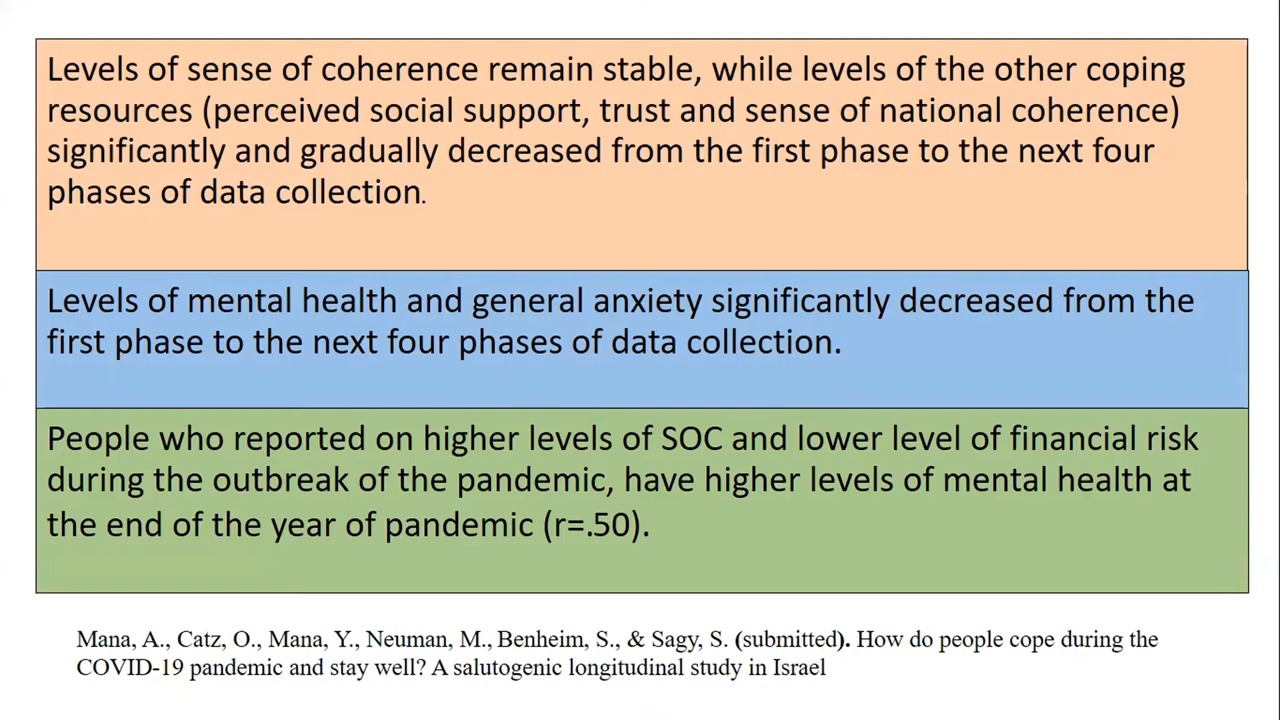 Levels of sense of coherence remain stable, while levels of the other coping
resources (perceived social support, trust and sense of national coherence)
significantly and gradually decreased from the first phase to the next four
phases of data collection.
Levels of mental health and general anxiety significantly decreased from the
first phase to the next four phases of data collection.
People who reported on higher levels of SOC and lower level of financial risk
during the outbreak of the pandemic, have higher levels of mental health at
the end of the year of pandemic (r=.50).
Mana, A., Catz, O., Mana, Y., Neuman, M., Benheim, S., & Sagy, S. (submitted). How do people cope during the
COVID-19 pandemic and stay well? A salutogenic longitudinal study in Israel